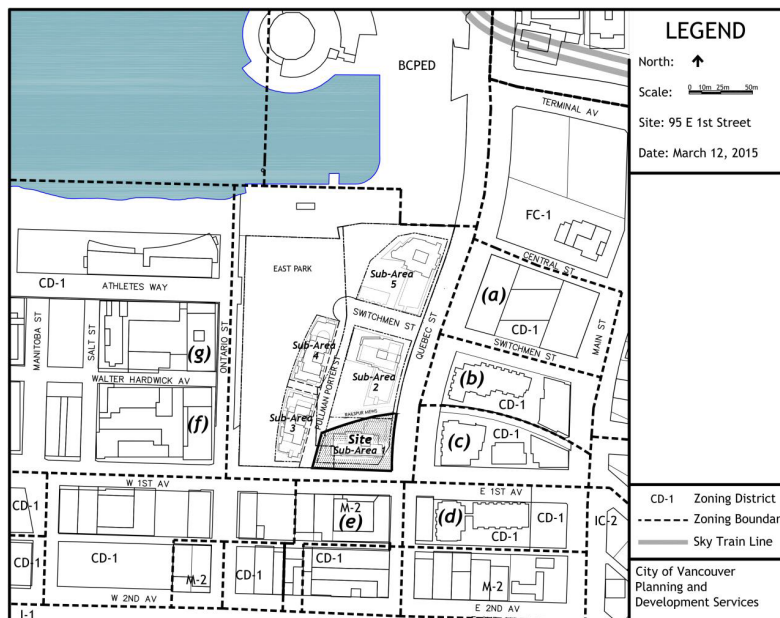 LEGEND
North:
Scale: 0 10m 25m 50m
Site: 95 E 1st Street
Date: March 12, 2015
BCPED
TERMINAL AV
FC-1
CENTRAL ST
EAST PARK
Sub-Area
5
(a)
CD-1
SWITCHMEN ST
MAIN ST
CD-1
ATHLETES WAY
SWITCHMEN ST
QUEBEC ST
MANITOBA ST
SALT ST
(g)
ONTARIO ST
Sub-Area
4
PULLMAN PORTER ST
Sub-Area
2
(b)
CD-1
WALTER HARDWICK AV
(f)
Sub-Area
3
RAILSPUR MEWS
Site
Sub-Area 1
(c)
CD-1
W 1ST AV
E 1ST AV
CD-1
M-2
(e)
(d)
CD-1
CD-1
IC-2
CD-1
CD-1
M-2
CD-1
CD-1
M-2
W 2ND AV
E 2ND AV
I-1
CD-1 Zoning District
Zoning Boundar
Sky Train Line
City of Vancouver
Planning and
Development Services